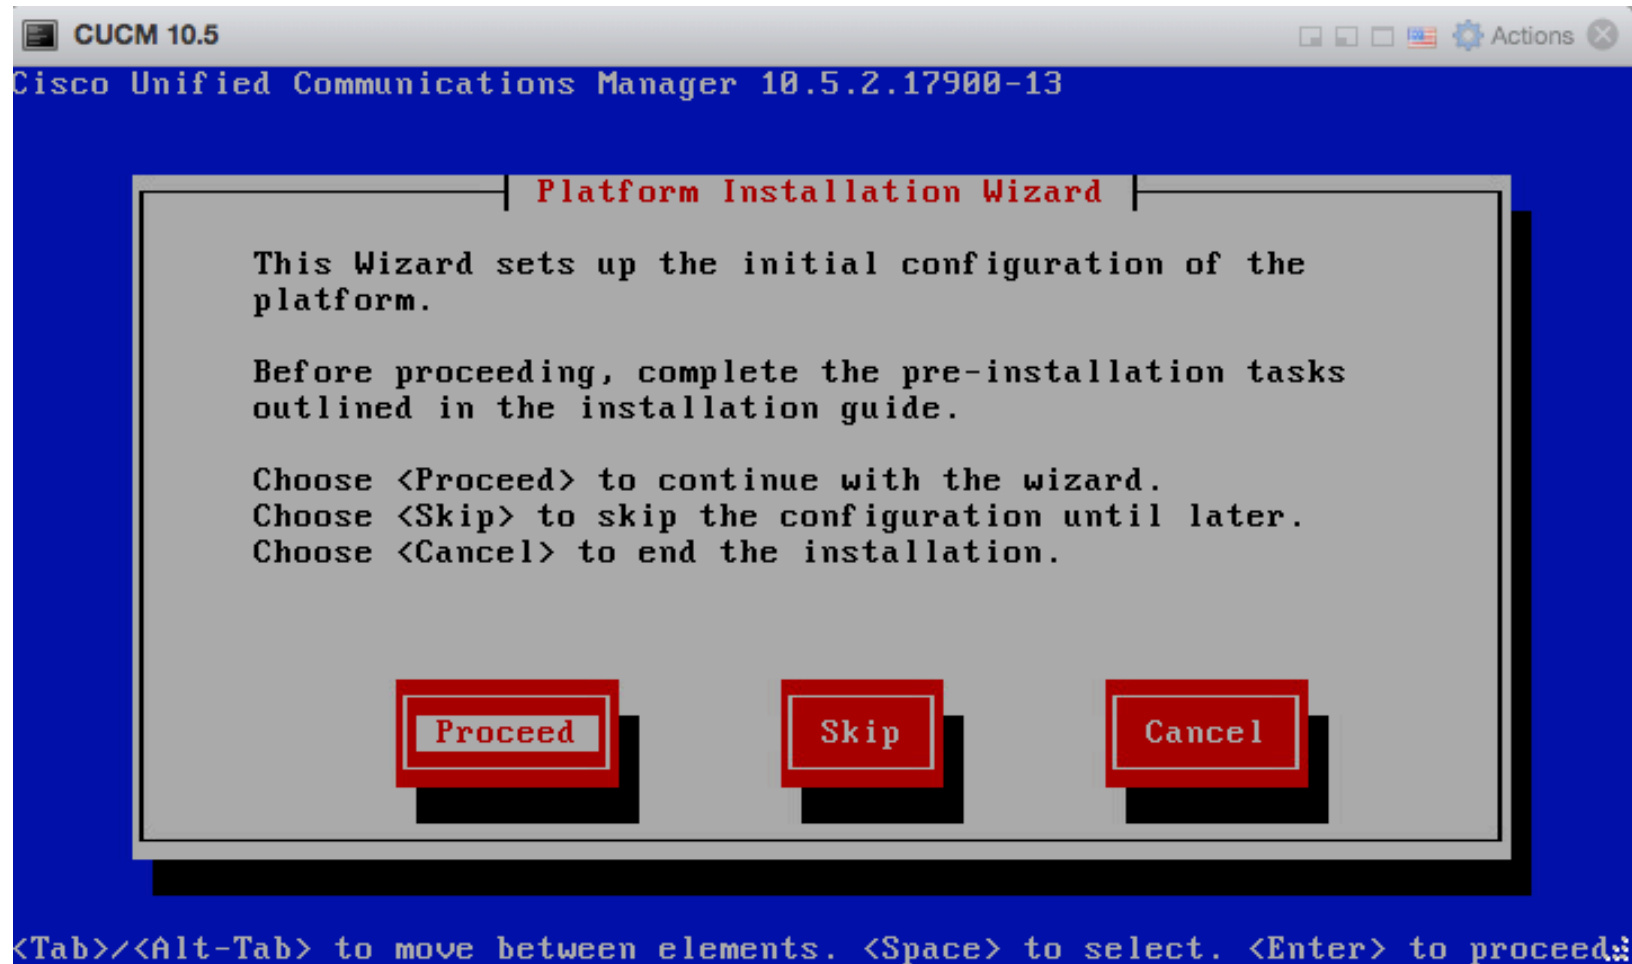 CUCM 10.5
Actions
Cisco Unified Communications Manager 10.5.2.17900-13
Platform Installation Wizard
This Wizard sets up the initial configuration of the
platform.
Before proceeding, complete the pre-installation tasks
outlined in the installation guide.
Choose <Proceed> to continue with the wizard.
Choose <Skip> to skip the configuration until later.
Choose <Cancel> to end the installation.
Proceed
Skip
Cancel
<Tab>/<Alt-Tab> to move between elements. <Space> to select. <Enter> to proceed.